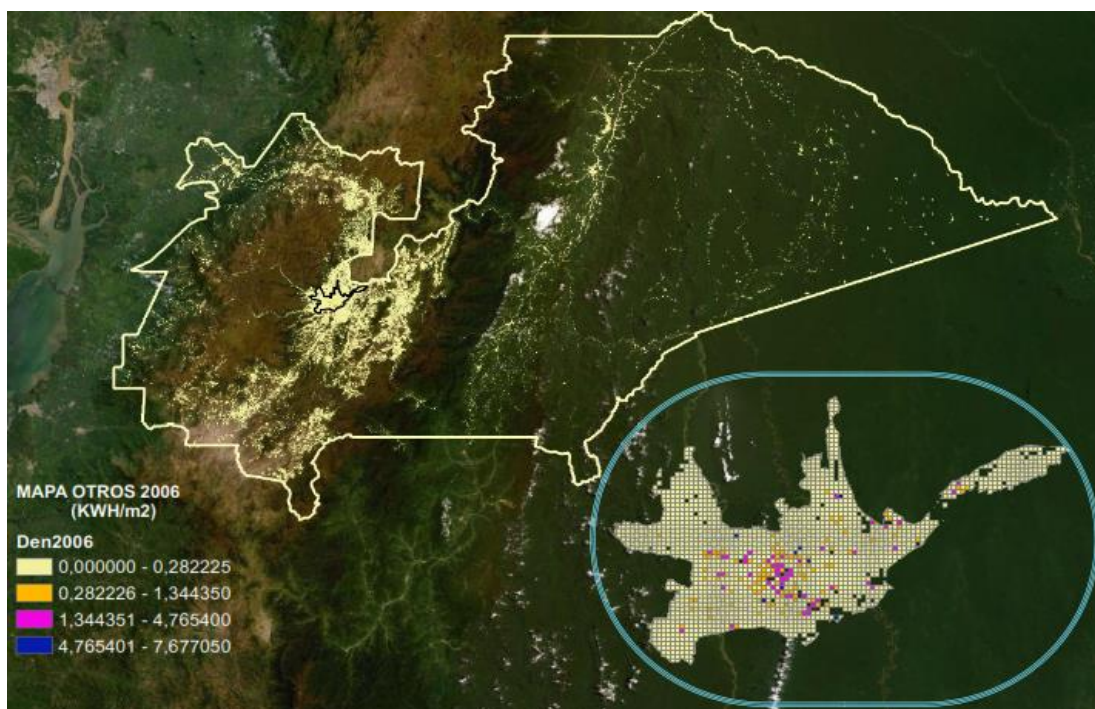 MAPA OTROS 2006
(KWH/m2)
Den2006
0,000000 - 0,282225
0,282226 - 1,344350
1,344351 - 4,765400
4,765401 - 7,677050